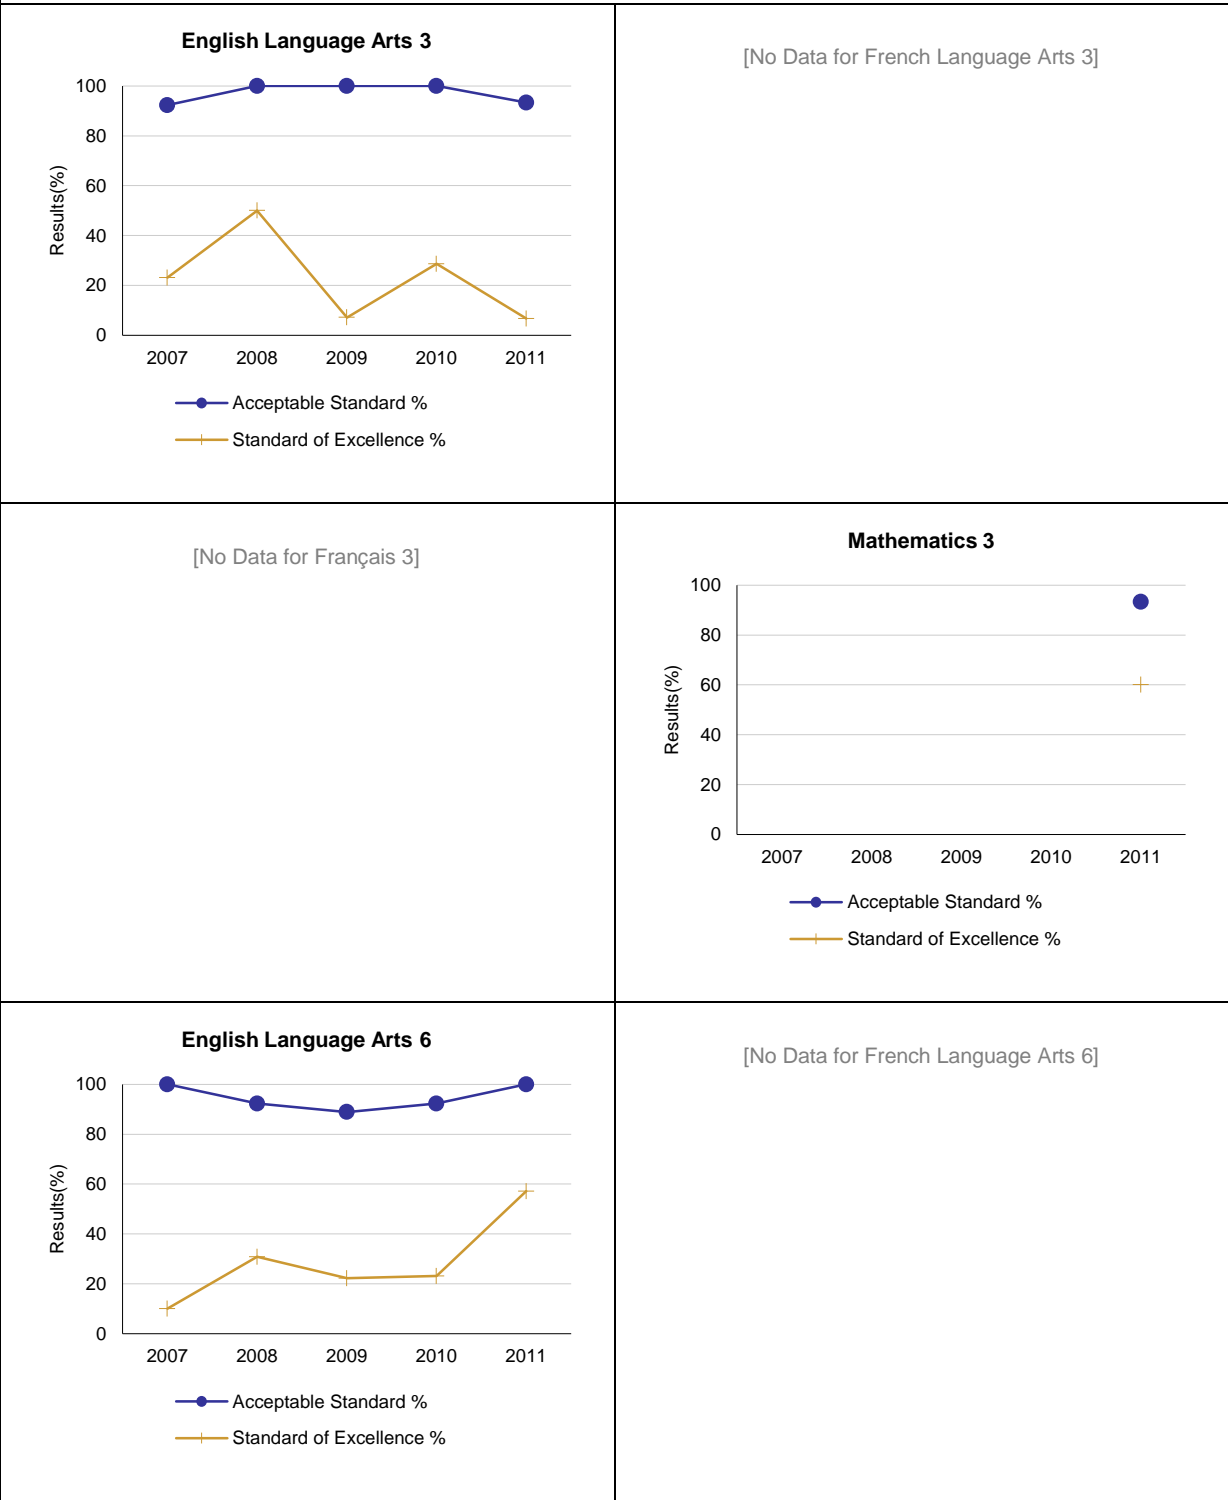 English Language Arts 3
100
80
60
40
20
0
Results(%)
2007 2008 2009 2010 2011
Acceptable Standard %
Standard of Excellence %
[No Data for French Language Arts 3]
[No Data for Français 3]
Mathematics 3
100
80
60
40
20
0
Results(%)
2007 2008 2009 2010 2011
Acceptable Standard %
Standard of Excellence %
English Language Arts 6
100
80
60
40
20
0
Results(%)
2007 2008 2009 2010 2011
Acceptable Standard %
Standard of Excellence %
[No Data for French Language Arts 6]